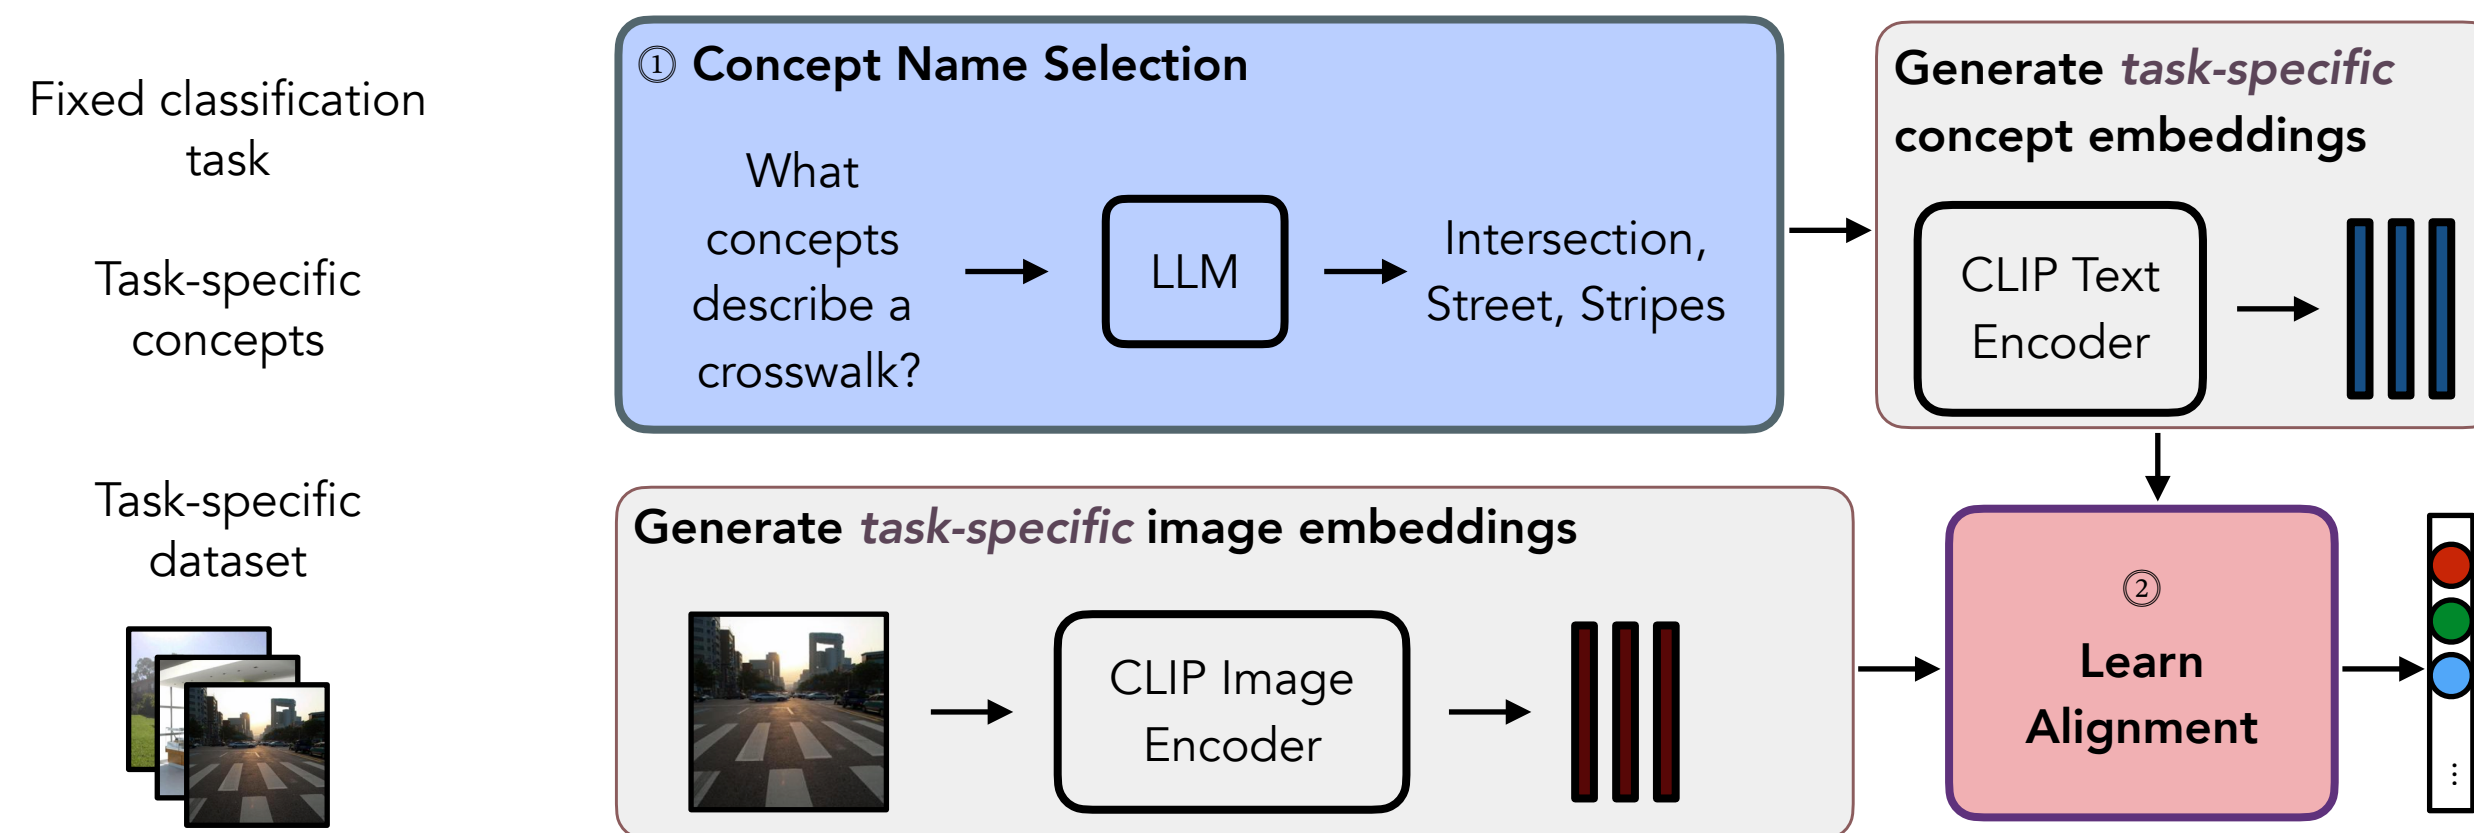 Fixed classification
task
Task-specific
concepts
Task-specific
dataset
① Concept Name Selection
What
concepts
describe a
crosswalk?
LLM
Intersection,
Street, Stripes
Generate task-specific
concept embeddings
CLIP Text
Encoder
Generate task-specific image embeddings
CLIP Image
Encoder
②
Learn
Alignment
⋮